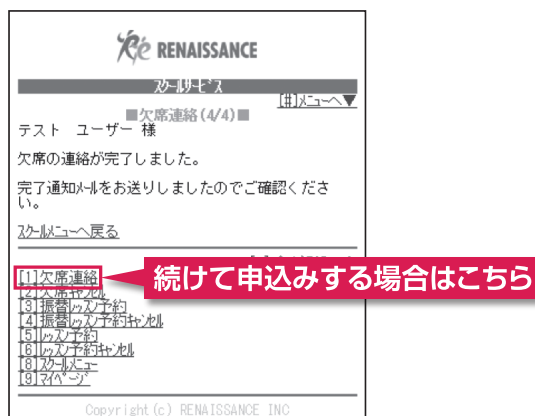 RENAISSANCE
スクールサービス
[#]メニューへ▼
■欠席連絡(4/4)■
テスト ユーザー 様
欠席の連絡が完了しました。
完了通知メールをお送りしましたのでご確認くださ
い。
スクールメニューへ戻る
[1]欠席連絡
続けて申込みする場合はこちら
[2]欠席キャンセル
[3]振替レッスン予約
[4]振替レッスン予約キャンセル
[5]レッスン予約
[6]レッスン予約キャンセル
[8]スクールメニュー
[9]マイページ
Copyright(c) RENAISSANCE INC